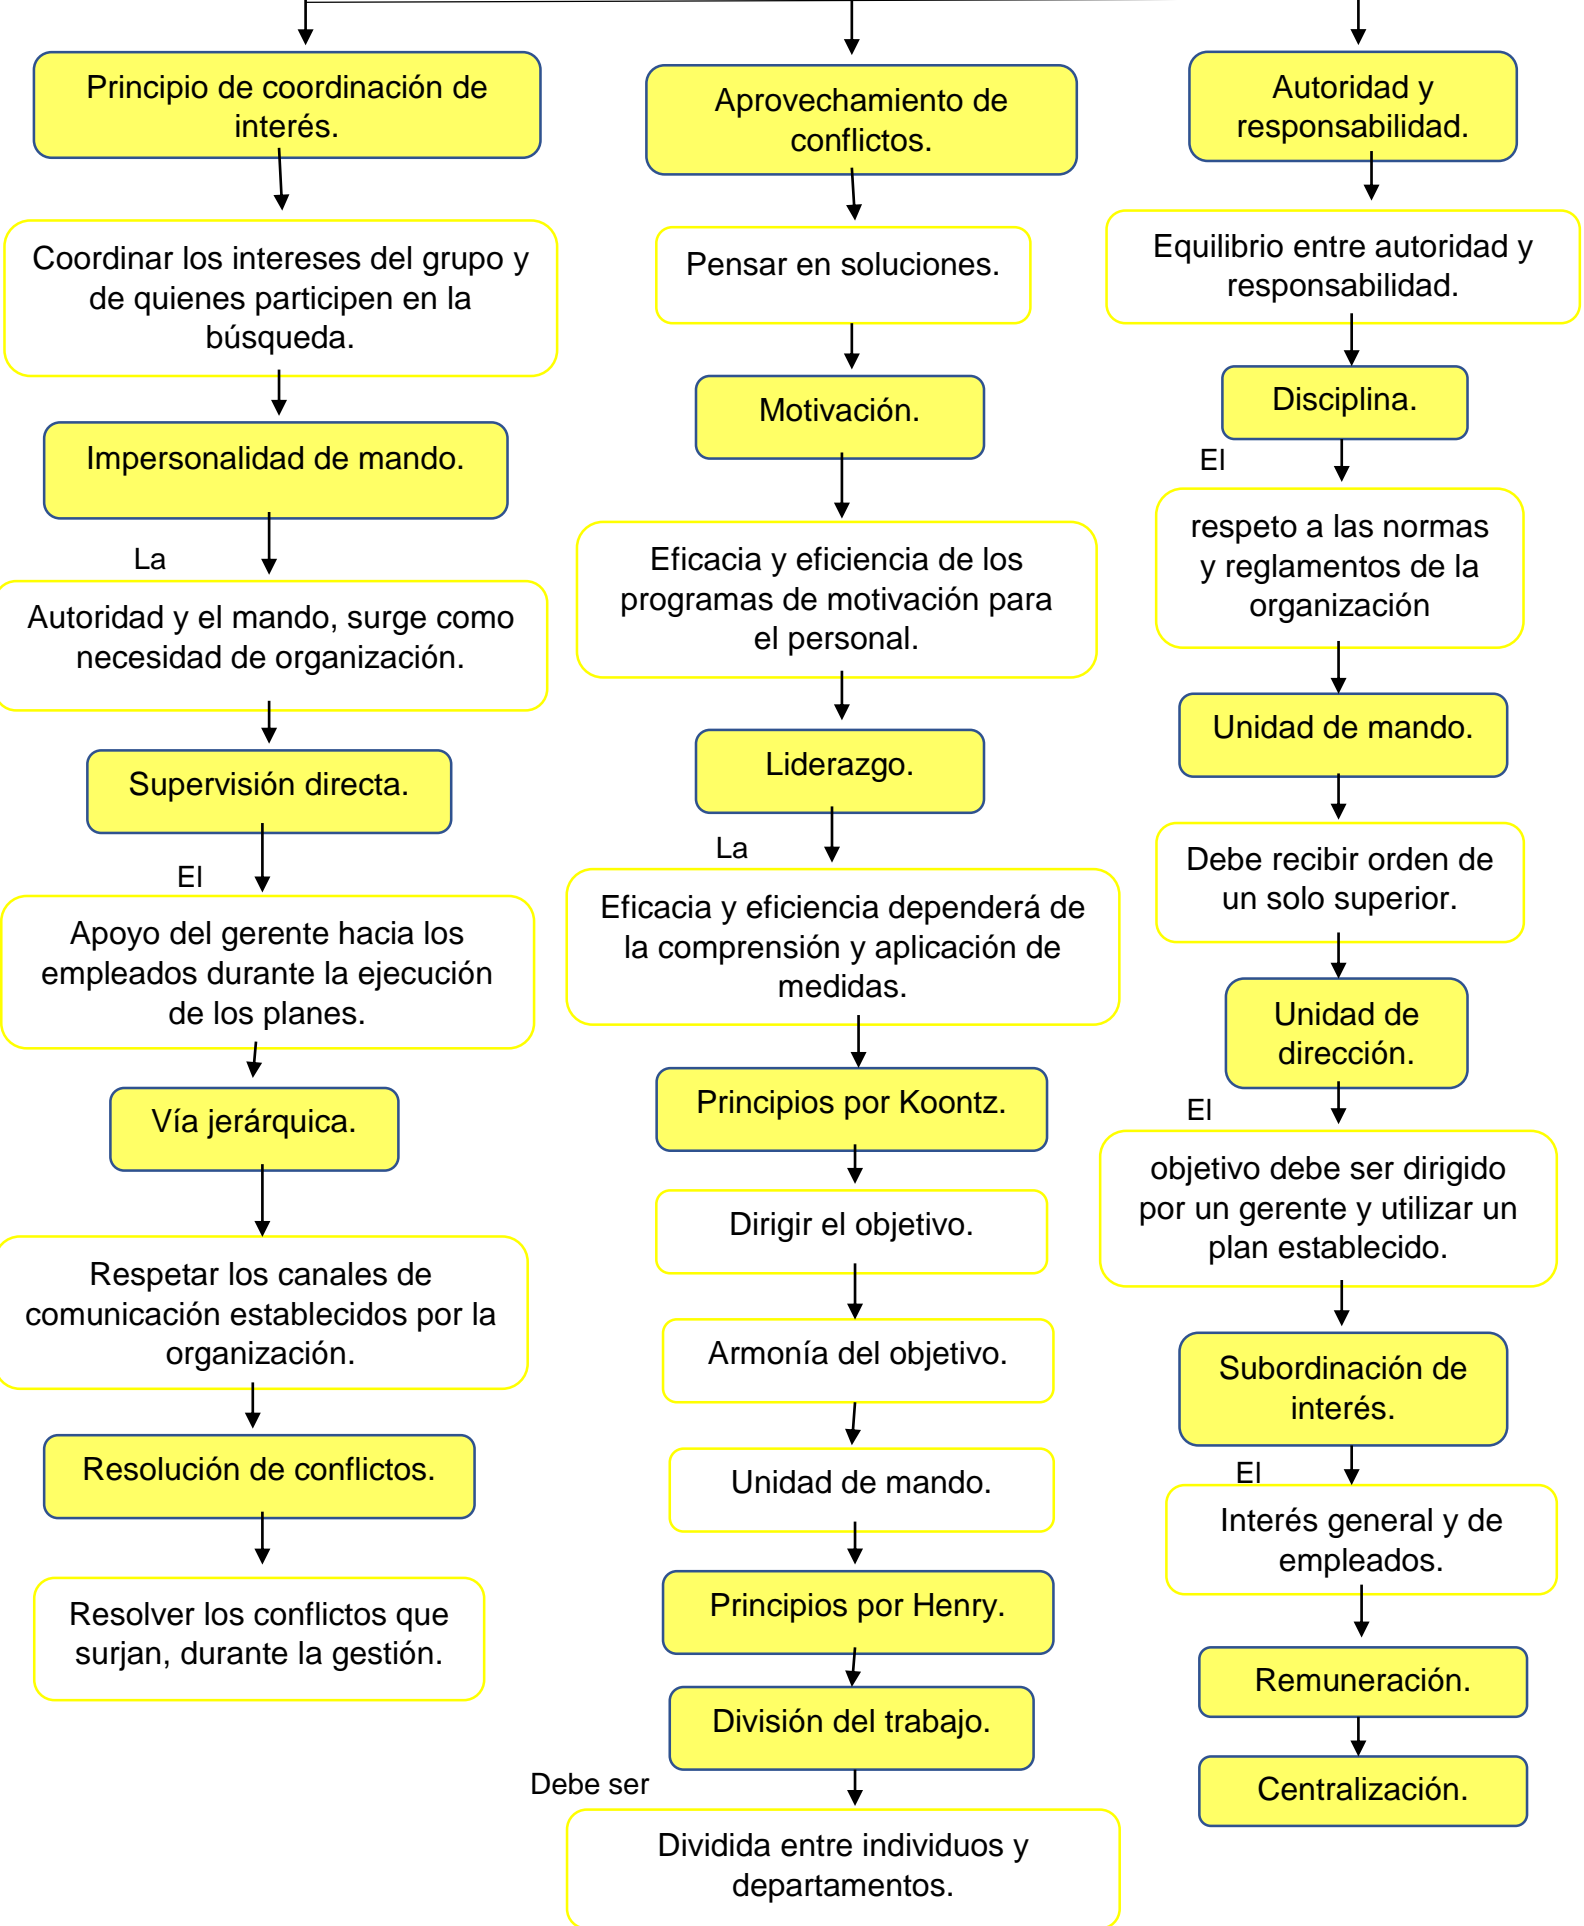 Principio de coordinación de
interés.
Coordinar los intereses del grupo y
de quienes participen en la
búsqueda.
Impersonalidad de mando.
La
Autoridad y el mando, surge como
necesidad de organización.
Supervisión directa.
El
Apoyo del gerente hacia los
empleados durante la ejecución
de los planes.
Vía jerárquica.
Respetar los canales de
comunicación establecidos por la
organización.
Resolución de conflictos.
Resolver los conflictos que
surjan, durante la gestión.
Aprovechamiento de
conflictos.
Pensar en soluciones.
Motivación.
Eficacia y eficiencia de los
programas de motivación para
el personal.
Liderazgo.
La
Eficacia y eficiencia dependerá de
la comprensión y aplicación de
medidas.
Principios por Koontz.
Dirigir el objetivo.
Armonía del objetivo.
Unidad de mando.
Principios por Henry.
División del trabajo.
Debe ser
Dividida entre individuos y
departamentos.
Autoridad y
responsabilidad.
Equilibrio entre autoridad y
responsabilidad.
Disciplina.
El
respeto a las normas
y reglamentos de la
organización
Unidad de mando.
Debe recibir orden de
un solo superior.
Unidad de
dirección.
El
objetivo debe ser dirigido
por un gerente y utilizar un
plan establecido.
Subordinación de
interés.
El
Interés general y de
empleados.
Remuneración.
Centralización.